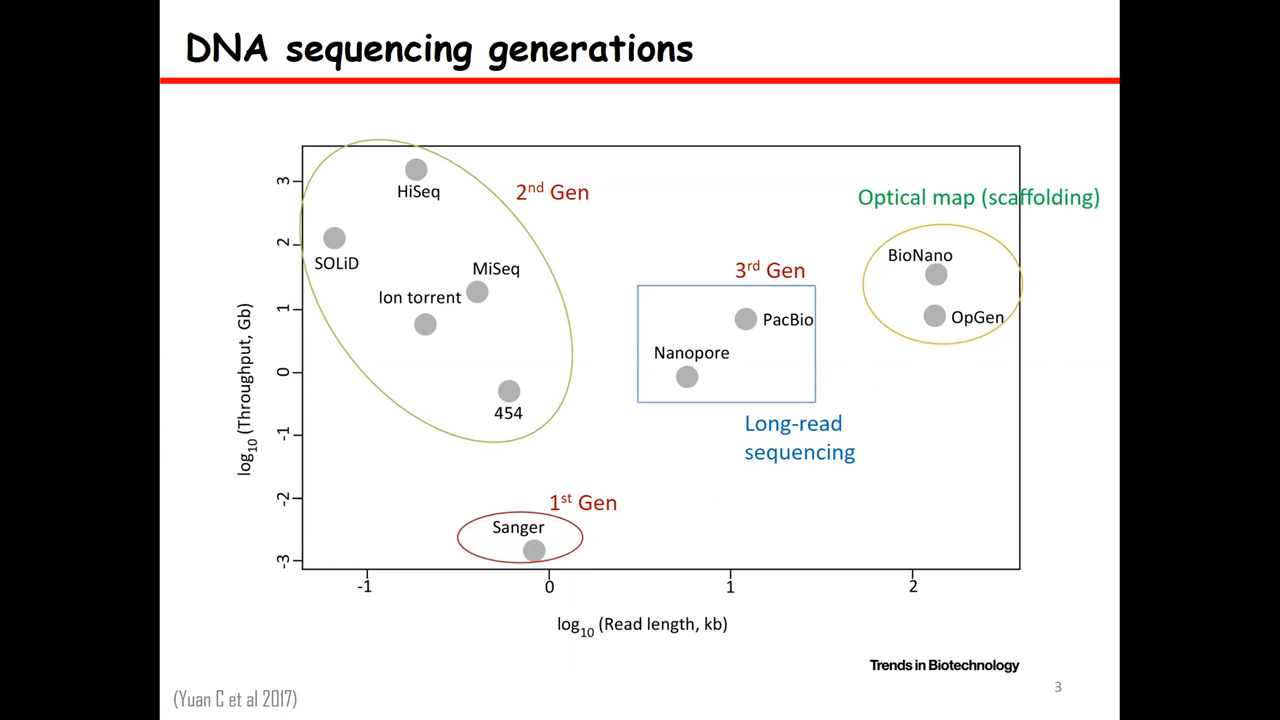 DNA sequencing generations
HiSeq
2nd Gen
Optical map (scaffolding)
SOLiD
MiSeq
Ion torrent
454
3rd Gen
PacBio
Nanopore
Long-read
sequencing
BioNano
OpGen
1st Gen
Sanger
3
2
1
0
-1
-2
-3
log10 (Throughput, Gb)
-1
0
1
2
log10 (Read length, kb)
Trends in Biotechnology
(Yuan C et al 2017)
3